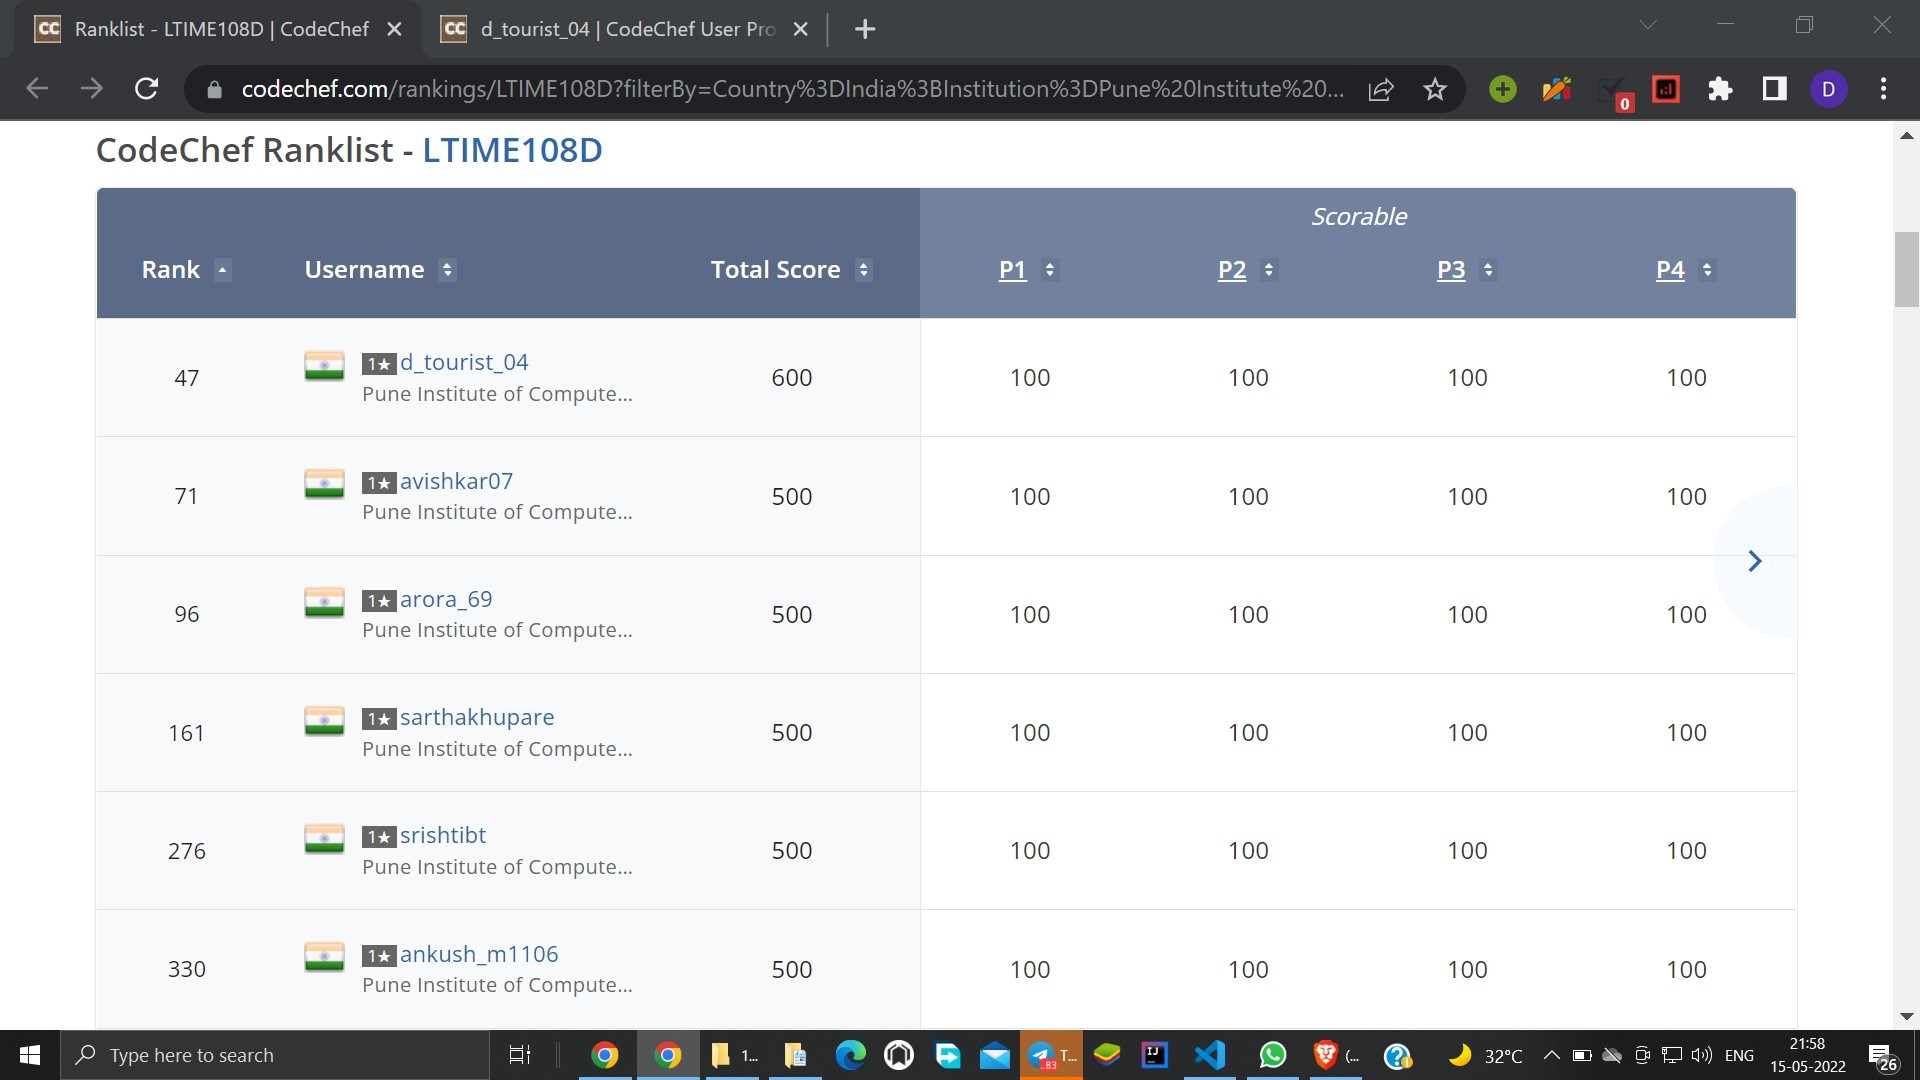 Ranklist - LTIME108D | CodeChef
d_tourist_04 | CodeChef User Pro
codechef.com/rankings/LTIME108D?filterBy=Country%3DIndia%3BInstitution%3DPune%20Institute%20...
0
D
CodeChef Ranklist - LTIME108D
Scorable
Rank Username Total Score P1 P2 P3 P4
47 1★ d_tourist_04 600 100 100 100 100
Pune Institute of Compute...
71 1★ avishkar07 500 100 100 100 100
Pune Institute of Compute...
96 1★ arora_69 500 100 100 100 100
Pune Institute of Compute...
161 1★ sarthakhupare 500 100 100 100 100
Pune Institute of Compute...
276 1★ srishtibt 500 100 100 100 100
Pune Institute of Compute...
330 1★ ankush_m1106 500 100 100 100 100
Pune Institute of Compute...
Type here to search
1...
T...
.83
IJ
(...
32°C
ENG
21:58
15-05-2022
26